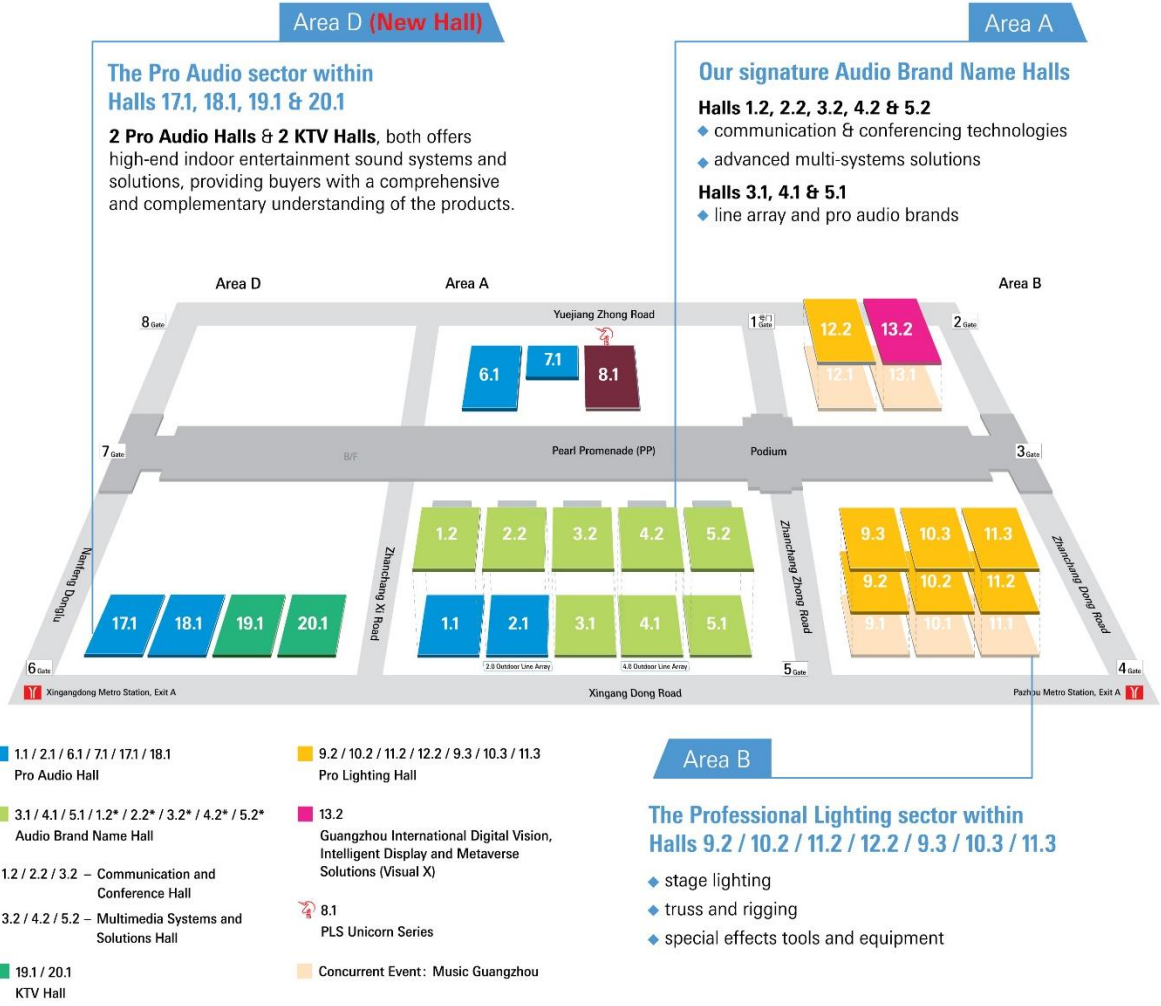 Area D (New Hall)
The Pro Audio sector within
Halls 17.1, 18.1, 19.1 & 20.1
2 Pro Audio Halls & 2 KTV Halls, both offers
high-end indoor entertainment sound systems and
solutions, providing buyers with a comprehensive
and complementary understanding of the products.
Area A
Our signature Audio Brand Name Halls
Halls 1.2, 2.2, 3.2, 4.2 & 5.2
communication & conferencing technologies
advanced multi-systems solutions
Halls 3.1, 4.1 & 5.1
line array and pro audio brands
Area D
Area A
Area B
8 Gate
Yuejiang Zhong Road
1 号门 Gate
2 Gate
12.2
13.2
6.1
7.1
8.1
12.1
13.1
7 Gate
B/F
Pearl Promenade (PP)
Podium
3 Gate
Nanfeng Donglu
Zhanchang Xi Road
1.2
2.2
3.2
4.2
5.2
Zhanchang Zhong Road
9.3
10.3
11.3
Zhanchang Dong Road
9.2
10.2
11.2
17.1
18.1
19.1
20.1
1.1
2.1
3.1
4.1
5.1
9.1
10.1
11.1
2.0 Outdoor Line Array
4.0 Outdoor Line Array
6 Gate
5 Gate
4 Gate
Xingangdong Metro Station, Exit A
Xingang Dong Road
Pazhou Metro Station, Exit A
1.1 / 2.1 / 6.1 / 7.1 / 17.1 / 18.1
Pro Audio Hall
3.1 / 4.1 / 5.1 / 1.2* / 2.2* / 3.2* / 4.2* / 5.2*
Audio Brand Name Hall
1.2 / 2.2 / 3.2 – Communication and
Conference Hall
3.2 / 4.2 / 5.2 – Multimedia Systems and
Solutions Hall
19.1 / 20.1
KTV Hall
9.2 / 10.2 / 11.2 / 12.2 / 9.3 / 10.3 / 11.3
Pro Lighting Hall
13.2
Guangzhou International Digital Vision,
Intelligent Display and Metaverse
Solutions (Visual X)
8.1
PLS Unicorn Series
Concurrent Event: Music Guangzhou
Area B
The Professional Lighting sector within
Halls 9.2 / 10.2 / 11.2 / 12.2 / 9.3 / 10.3 / 11.3
stage lighting
truss and rigging
special effects tools and equipment